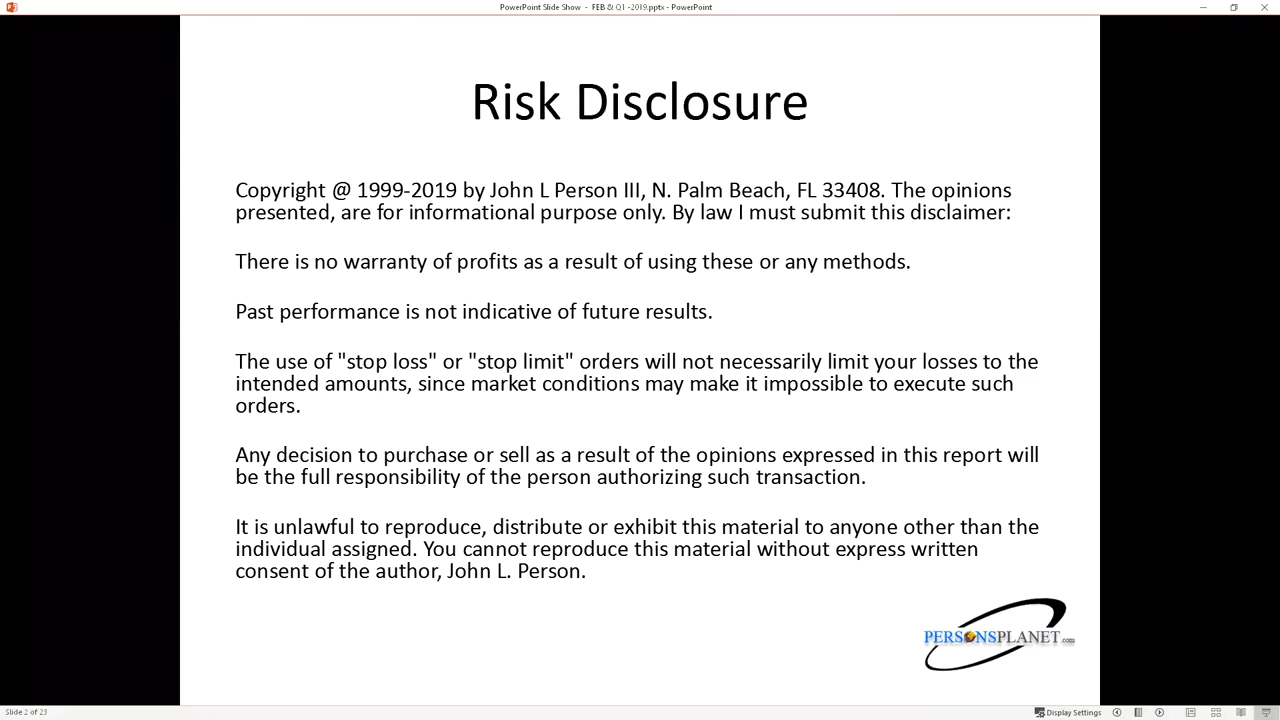 PowerPoint Slide Show - FEB & Q1 -2019.pptx - PowerPoint
Risk Disclosure
Copyright @ 1999-2019 by John L Person III, N. Palm Beach, FL 33408. The opinions
presented, are for informational purpose only. By law I must submit this disclaimer:
There is no warranty of profits as a result of using these or any methods.
Past performance is not indicative of future results.
The use of "stop loss" or "stop limit" orders will not necessarily limit your losses to the
intended amounts, since market conditions may make it impossible to execute such
orders.
Any decision to purchase or sell as a result of the opinions expressed in this report will
be the full responsibility of the person authorizing such transaction.
It is unlawful to reproduce, distribute or exhibit this material to anyone other than the
individual assigned. You cannot reproduce this material without express written
consent of the author, John L. Person.
PERSONSPLANET.com
Slide 2 of 23
Display Settings